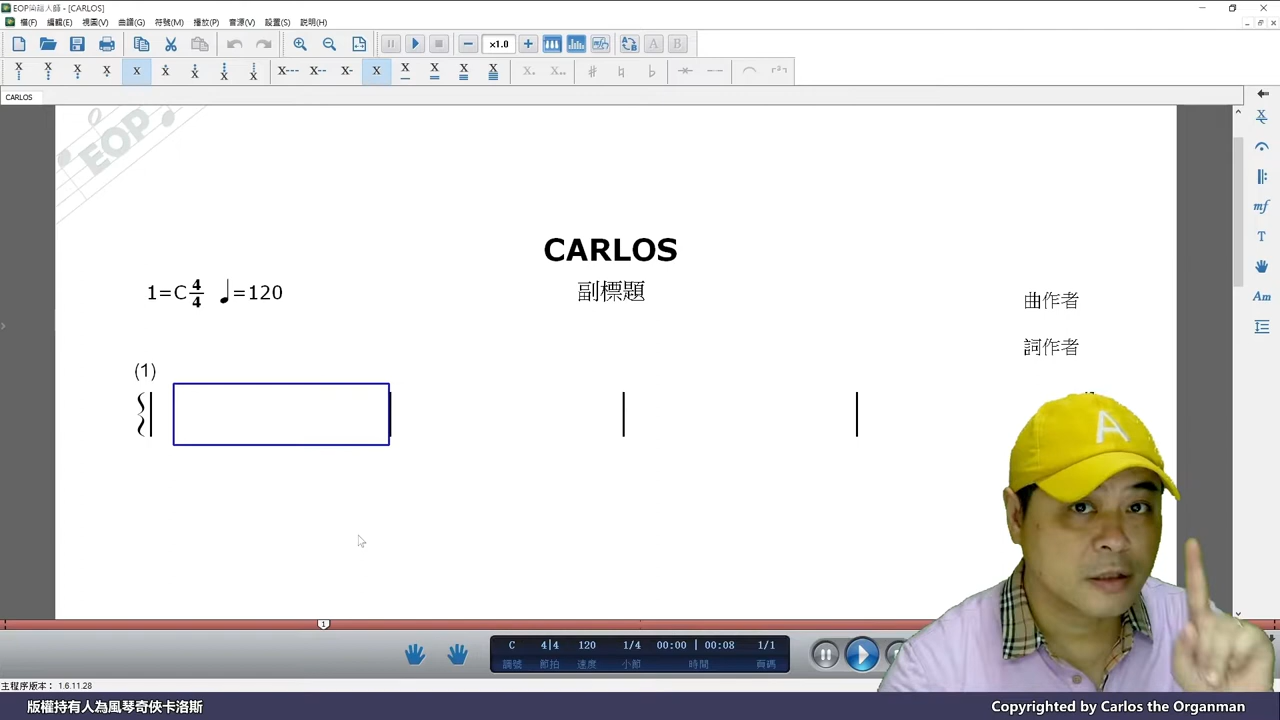 EOP簡譜大師 - [CARLOS]
檔(F) 編輯(E) 視圖(V) 曲譜(G) 符號(M) 播放(P) 音源(V) 設置(S) 說明(H)
x1.0 A B
X X X X X X X X X X--- X-- X- X X X X X X. X..
CARLOS
EOP
CARLOS
1=C 4/4 ♩=120
副標題
曲作者
詞作者
(1)
X
mf
T
Am
A
1
C 4|4 120 1/4 00:00 | 00:08 1/1
調號 節拍 速度 小節 時間 頁碼
主程序版本： 1.6.11.28
版權持有人為風琴奇俠卡洛斯
Copyrighted by Carlos the Organman